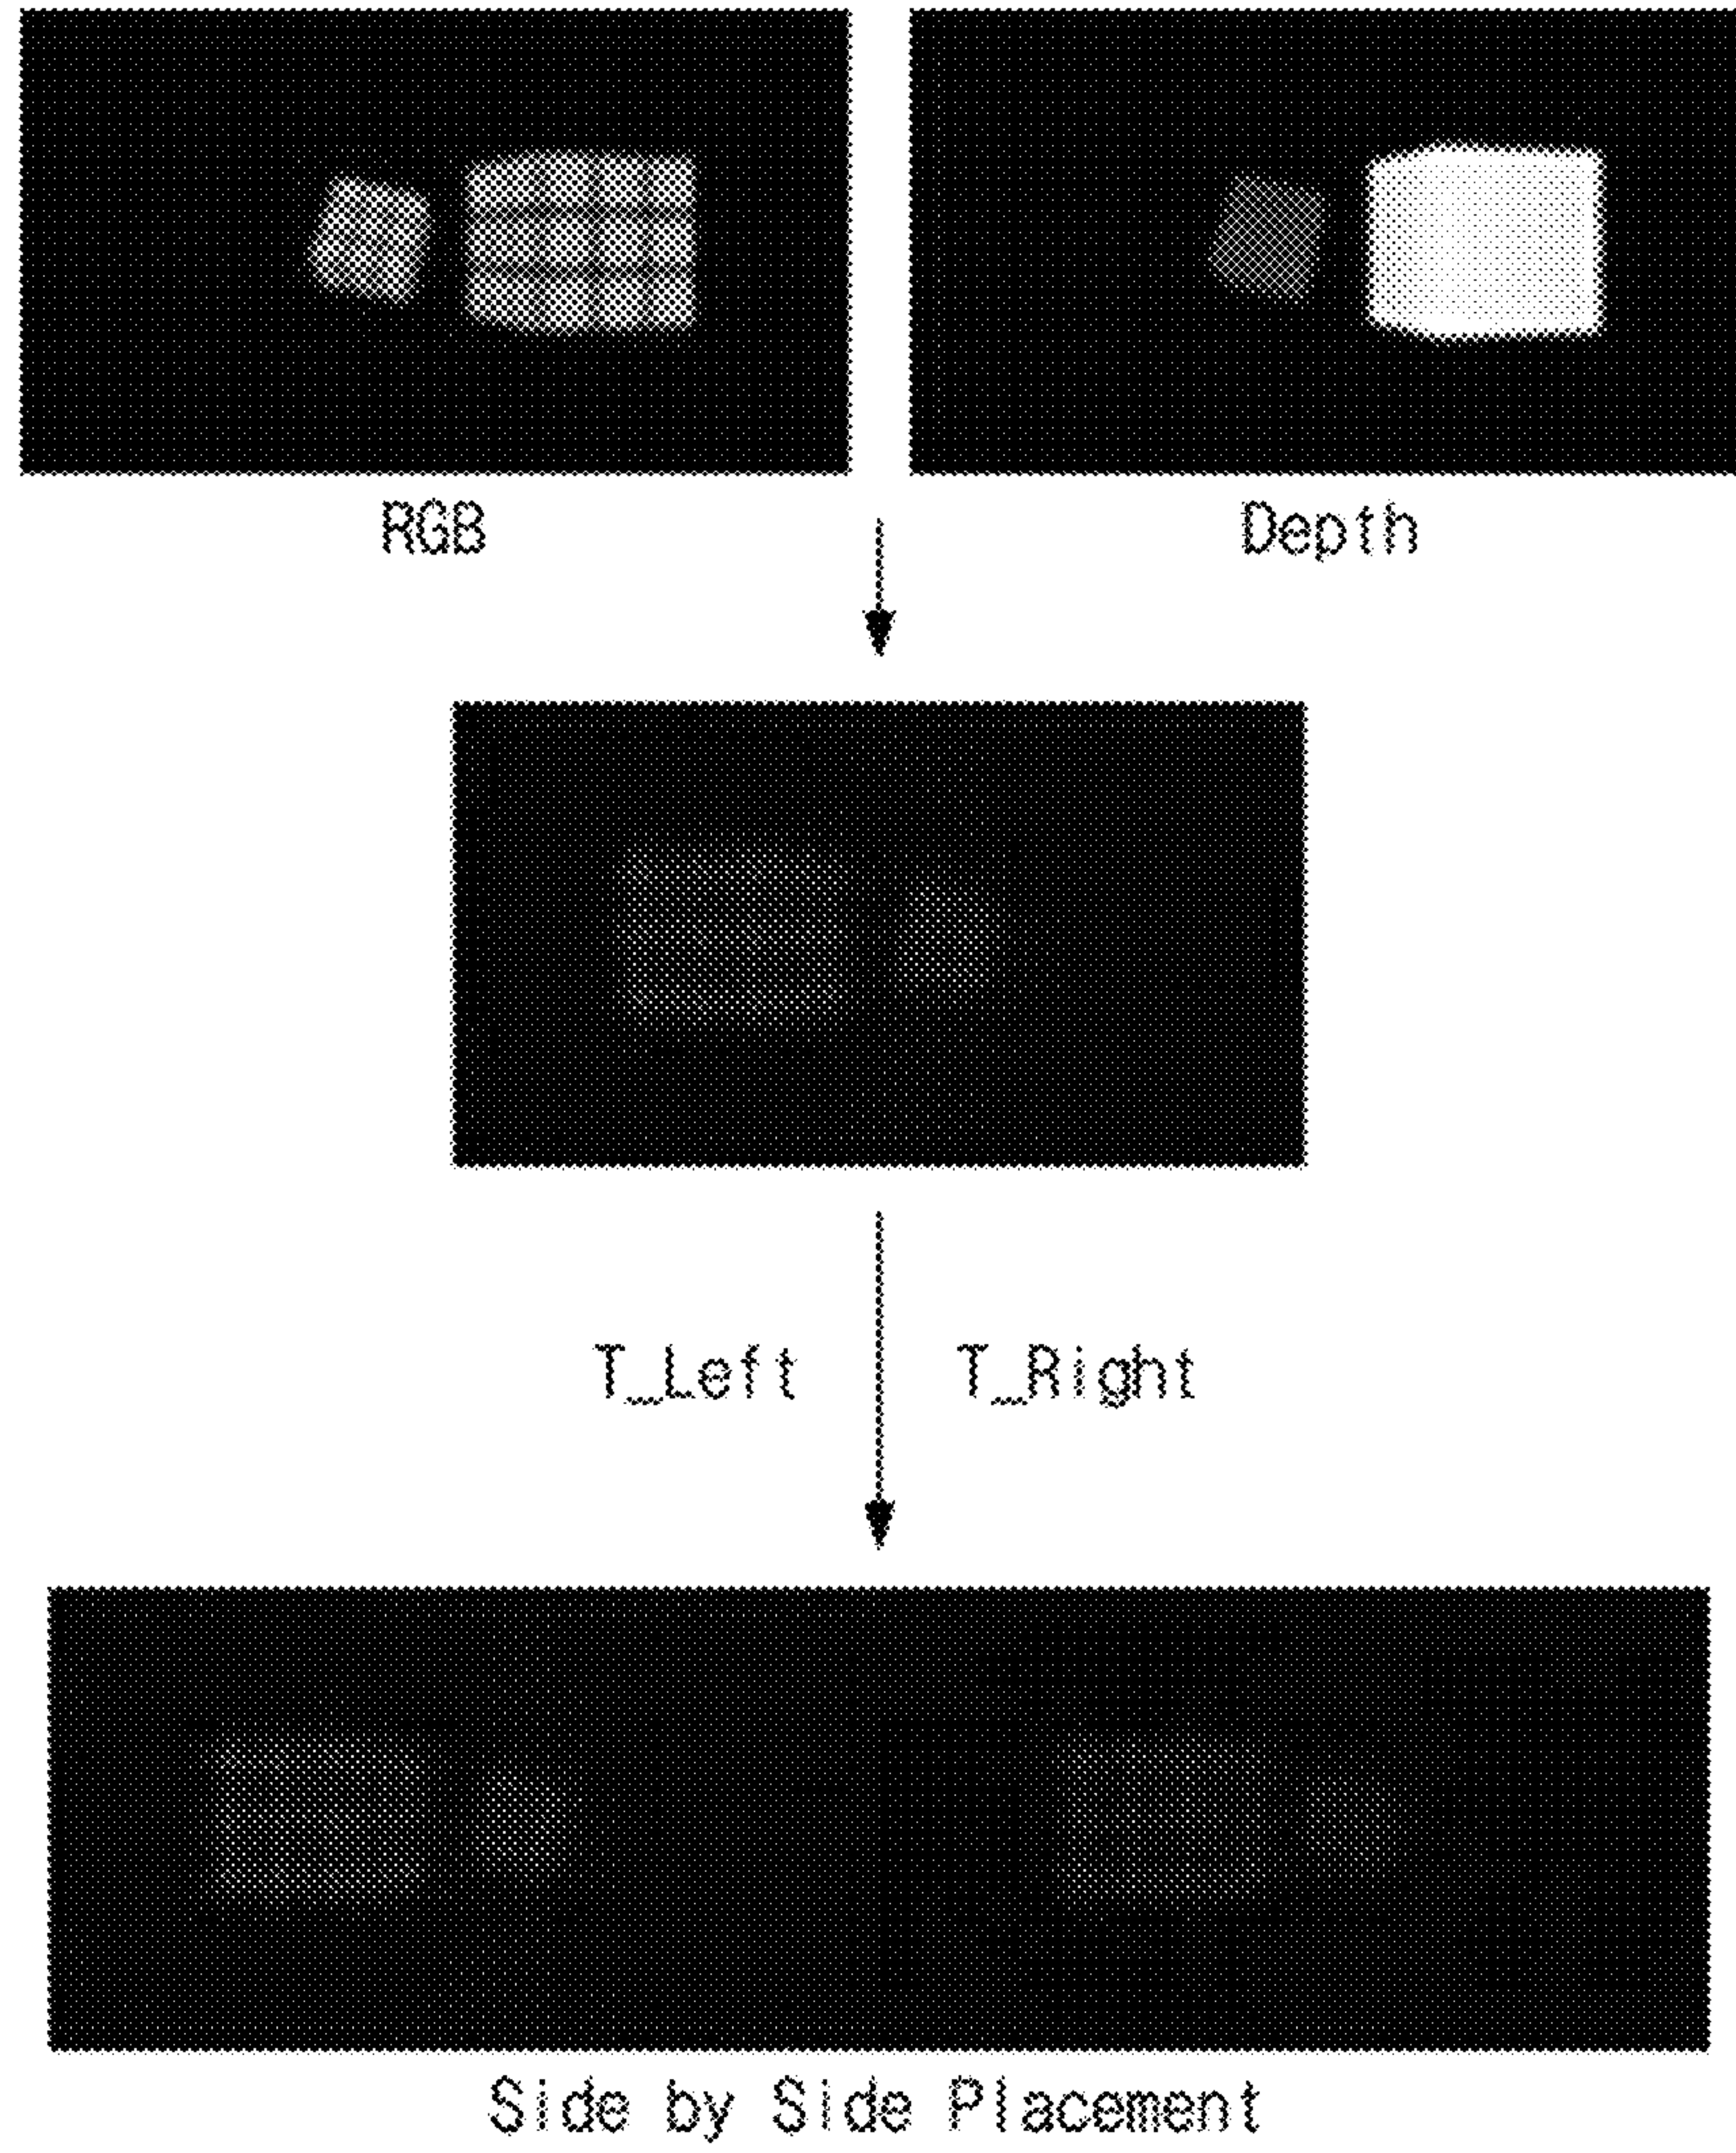 RGB
Depth
T_Left
T_Right
Side by Side Placement